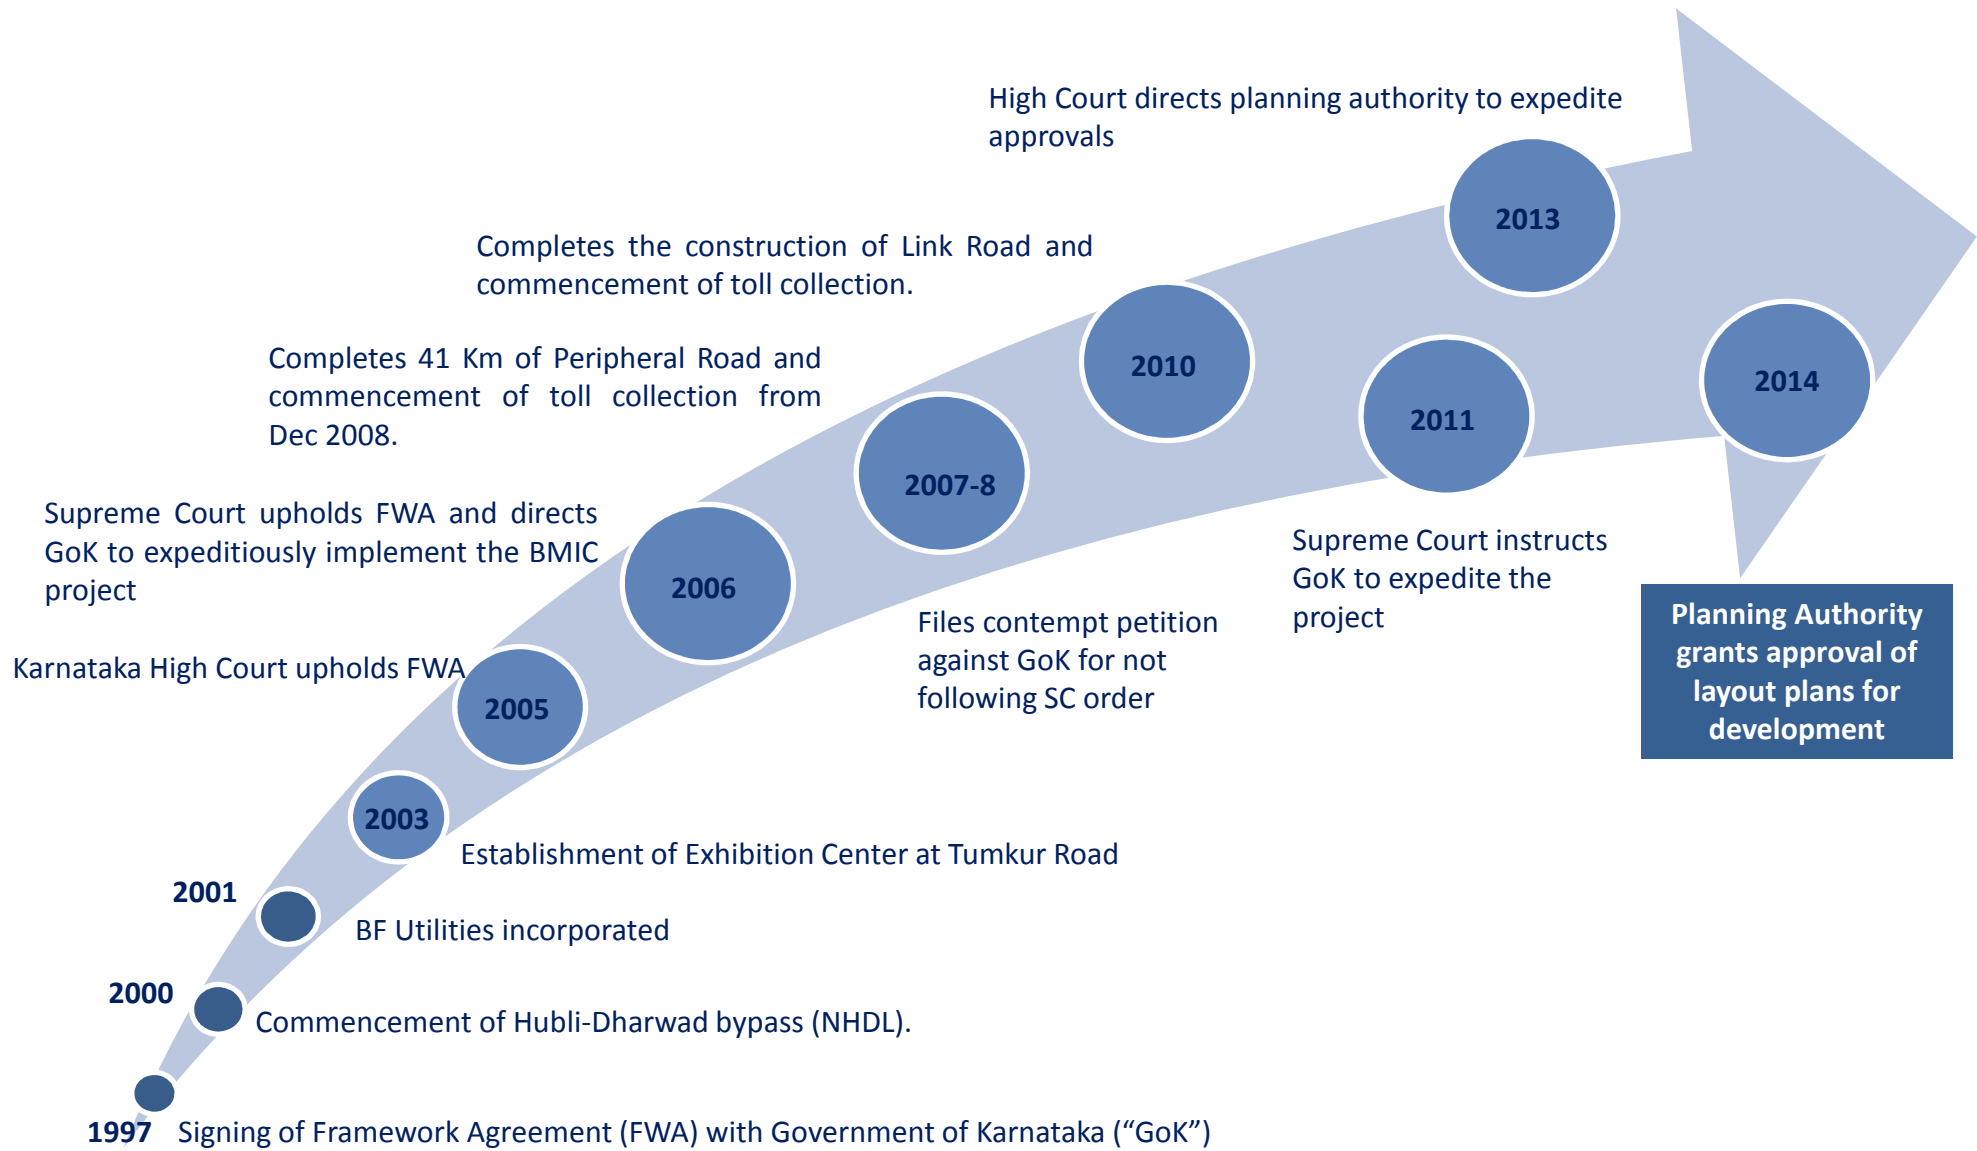 High Court directs planning authority to expedite
approvals
2013
Completes the construction of Link Road and
commencement of toll collection.
2010
Completes 41 Km of Peripheral Road and
commencement of toll collection from
Dec 2008.
2014
2011
2007-8
Supreme Court upholds FWA and directs
GoK to expeditiously implement the BMIC
project
2006
Supreme Court instructs
GoK to expedite the
project
Files contempt petition
against GoK for not
following SC order
Planning Authority
grants approval of
layout plans for
development
Karnataka High Court upholds FWA
2005
2003
Establishment of Exhibition Center at Tumkur Road
2001
BF Utilities incorporated
2000
Commencement of Hubli-Dharwad bypass (NHDL).
1997 Signing of Framework Agreement (FWA) with Government of Karnataka (“GoK”)